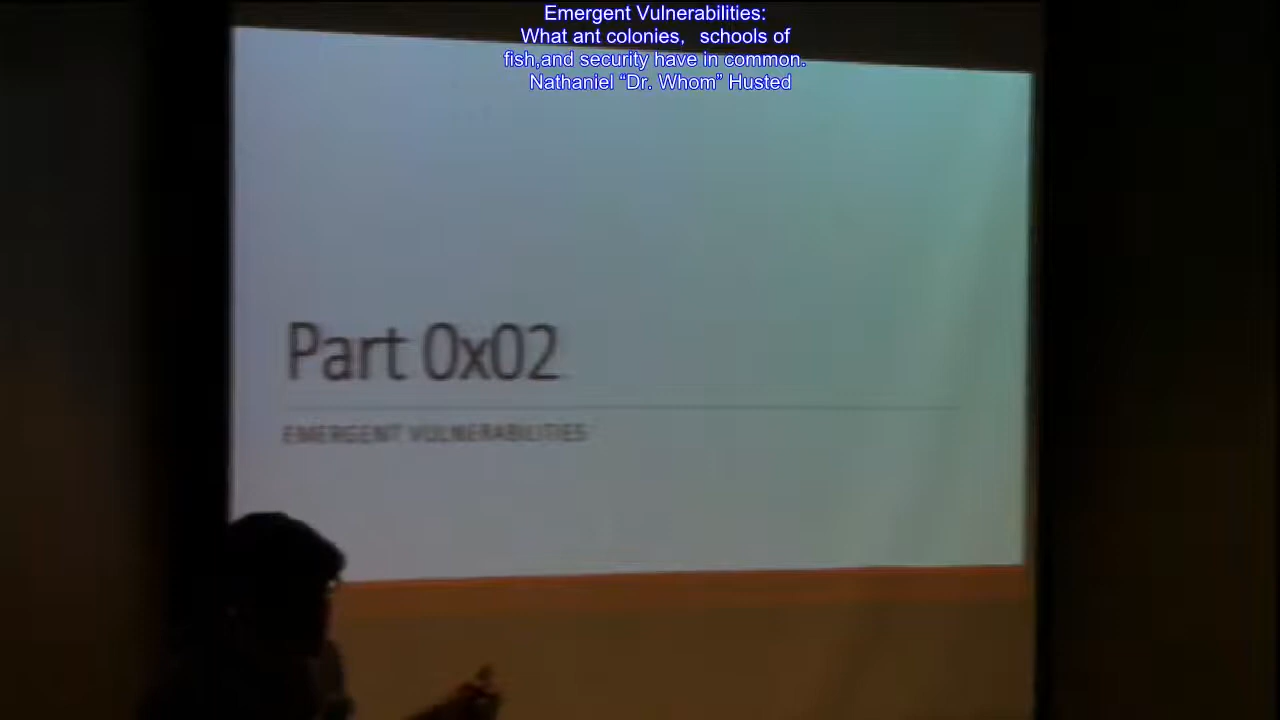 Emergent Vulnerabilities:
What ant colonies, schools of
fish,and security have in common.
Nathaniel “Dr. Whom” Husted
Part 0x02
EMERGENT VULNERABILITIES